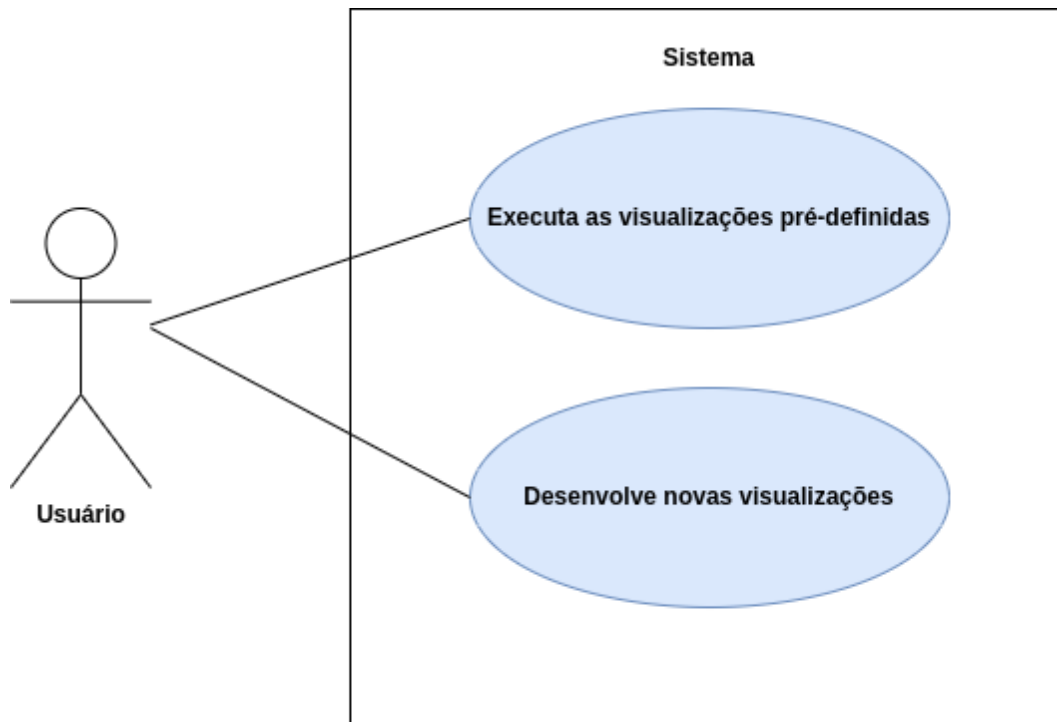 Sistema
Executa as visualizações pré-definidas
Desenvolve novas visualizações
Usuário